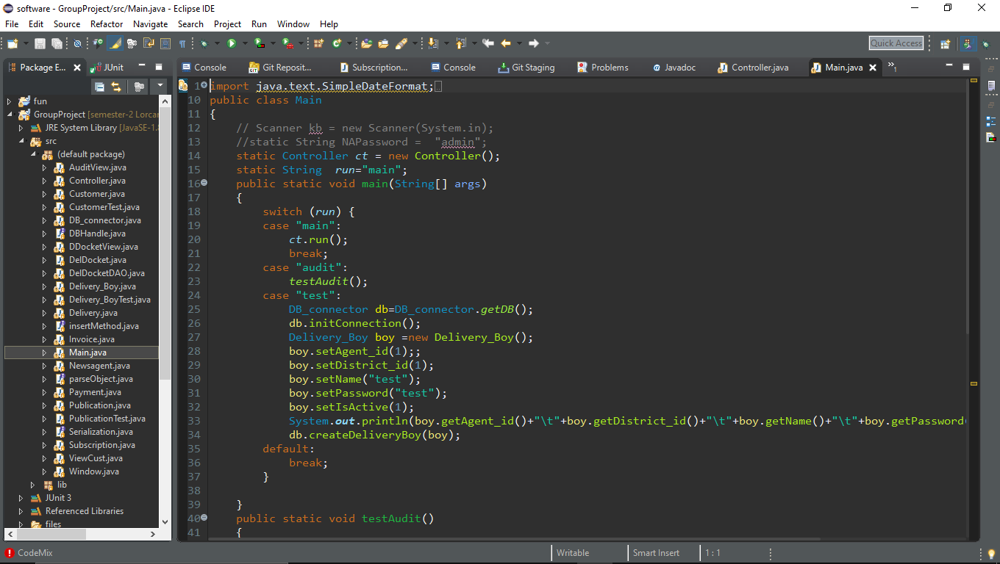 software - GroupProject/src/Main.java - Eclipse IDE
File Edit Source Refactor Navigate Search Project Run Window Help
Quick Access
Package E... JUnit
Console Git Reposit... Subscription... Console Git Staging Problems Javadoc Controller.java Main.java »1
fun
GroupProject [semester-2 Lorcan
JRE System Library [JavaSE-1.8
src
(default package)
AuditView.java
Controller.java
Customer.java
CustomerTest.java
DB_connector.java
DBHandle.java
DDocketView.java
DelDocket.java
DelDocketDAO.java
Delivery_Boy.java
Delivery_BoyTest.java
Delivery.java
insertMethod.java
Invoice.java
Main.java
Newsagent.java
parseObject.java
Payment.java
Publication.java
PublicationTest.java
Serialization.java
Subscription.java
ViewCust.java
Window.java
lib
JUnit 3
Referenced Libraries
files
1 import java.text.SimpleDateFormat;
10 public class Main
11 {
12 // Scanner kb = new Scanner(System.in);
13 //static String NAPassword =  "admin";
14 static Controller ct = new Controller();
15 static String  run="main";
16 public static void main(String[] args)
17 {
18 switch (run) {
19 case "main":
20 ct.run();
21 break;
22 case "audit":
23 testAudit();
24 case "test":
25 DB_connector db=DB_connector.getDB();
26 db.initConnection();
27 Delivery_Boy boy =new Delivery_Boy();
28 boy.setAgent_id(1);;
29 boy.setDistrict_id(1);
30 boy.setName("test");
31 boy.setPassword("test");
32 boy.setIsActive(1);
33 System.out.println(boy.getAgent_id()+"\t"+boy.getDistrict_id()+"\t"+boy.getName()+"\t"+boy.getPassword(
34 db.createDeliveryBoy(boy);
35 default:
36 break;
37 }
38
39 }
40 public static void testAudit()
41 {
CodeMix
Writable Smart Insert 1 : 1